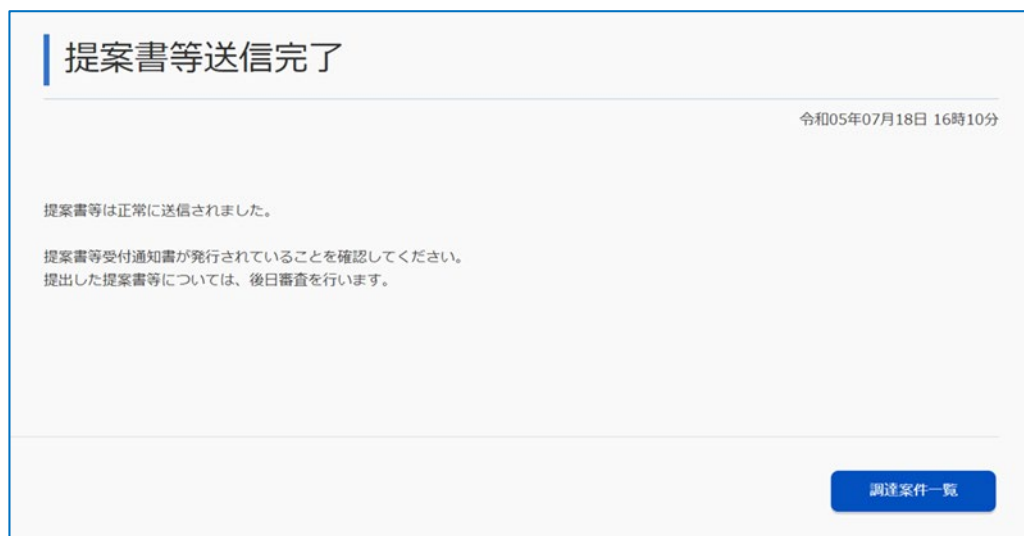 提案書等送信完了
令和05年07月18日 16時10分
提案書等は正常に送信されました。
提案書等受付通知書が発行されていることを確認してください。
提出した提案書等については、後日審査を行います。
調達案件一覧